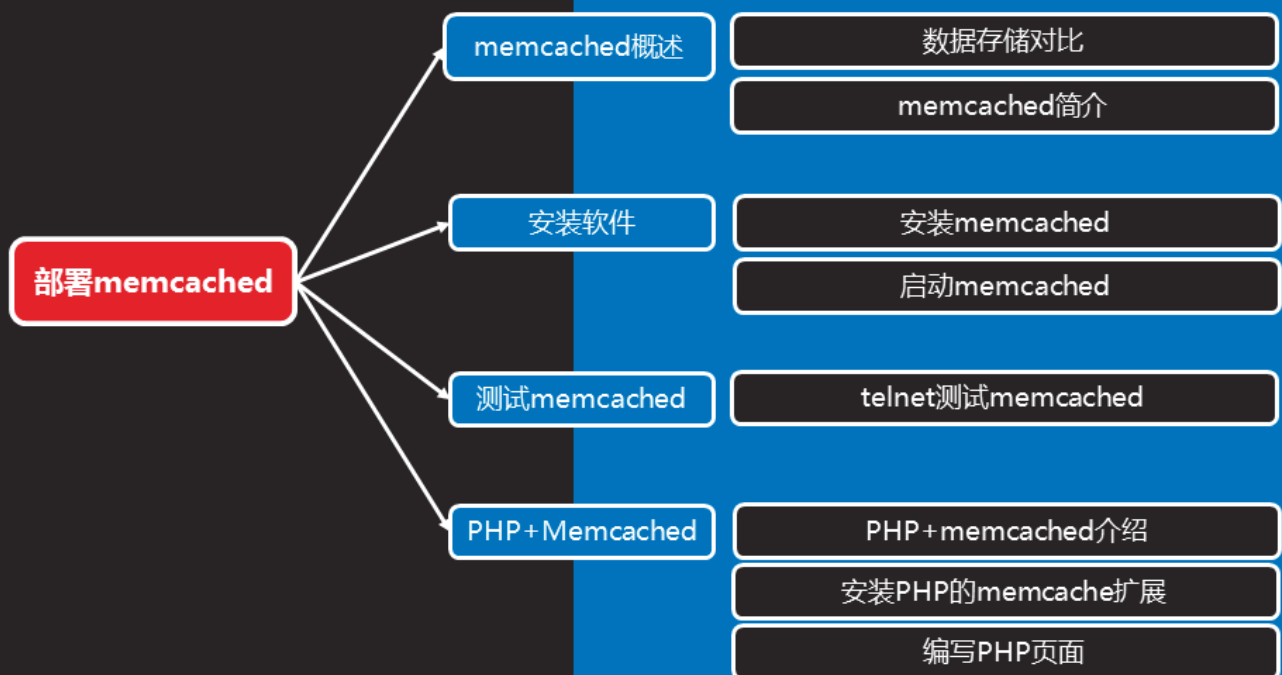 部署memcached
memcached概述
数据存储对比
memcached简介
安装软件
安装memcached
启动memcached
测试memcached
telnet测试memcached
PHP+Memcached
PHP+memcached介绍
安装PHP的memcache扩展
编写PHP页面